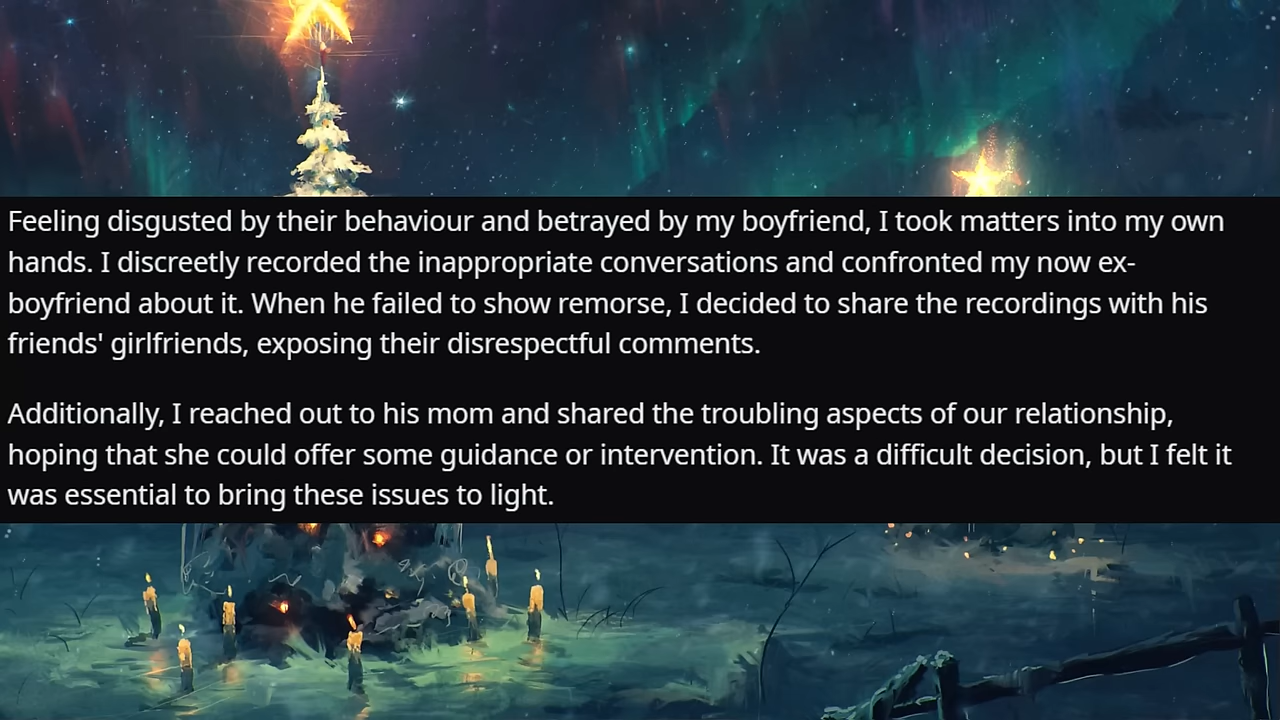 Feeling disgusted by their behaviour and betrayed by my boyfriend, I took matters into my own
hands. I discreetly recorded the inappropriate conversations and confronted my now ex-
boyfriend about it. When he failed to show remorse, I decided to share the recordings with his
friends' girlfriends, exposing their disrespectful comments.
Additionally, I reached out to his mom and shared the troubling aspects of our relationship,
hoping that she could offer some guidance or intervention. It was a difficult decision, but I felt it
was essential to bring these issues to light.